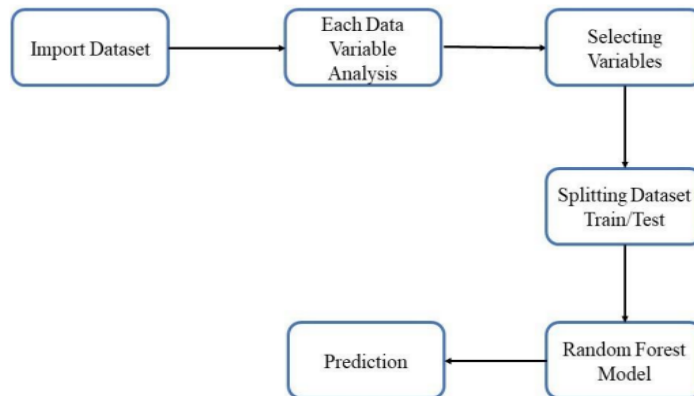 Import Dataset
Each Data
Variable
Analysis
Selecting
Variables
Splitting Dataset
Train/Test
Random Forest
Model
Prediction